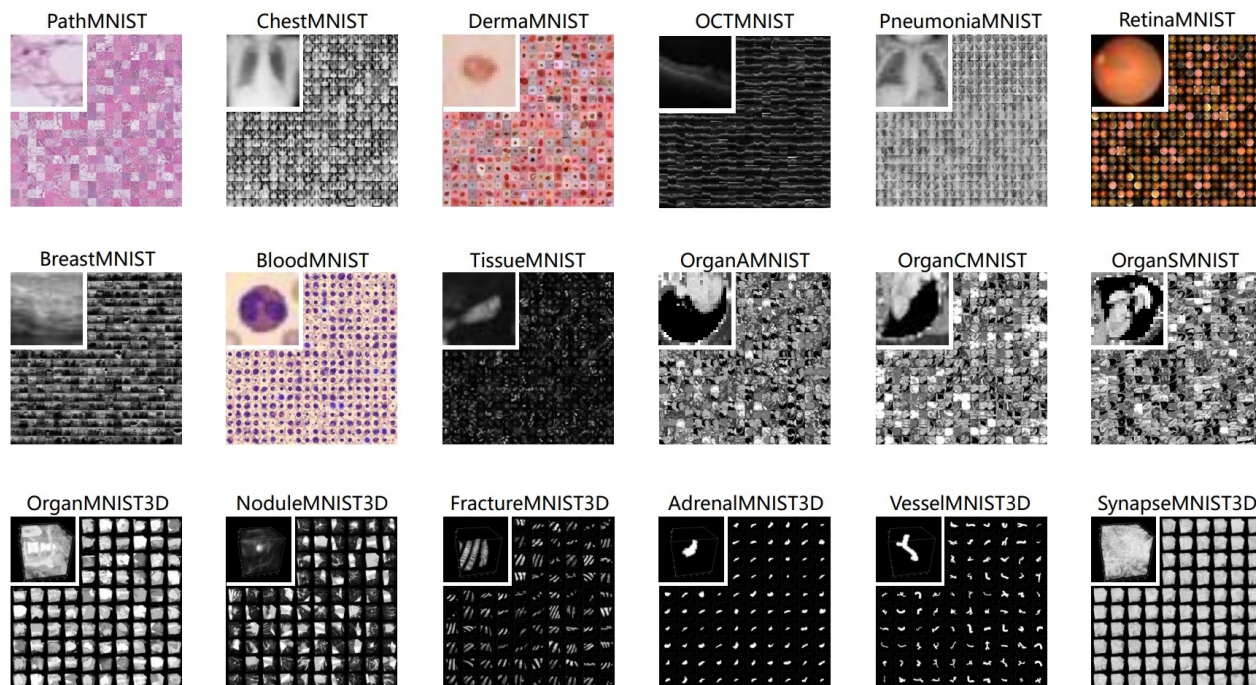 PathMNIST ChestMNIST DermaMNIST OCTMNIST PneumoniaMNIST RetinaMNIST
BreastMNIST BloodMNIST TissueMNIST OrganAMNIST OrganCMNIST OrganSMNIST
OrganMNIST3D NoduleMNIST3D FractureMNIST3D AdrenalMNIST3D VesselMNIST3D SynapseMNIST3D